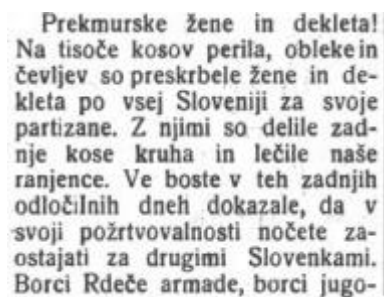 Prekmurske žene in dekleta!
Na tisoče kosov perila, obleke in
čevljev so preskrbele žene in de-
kleta po vsej Sloveniji za svoje
partizane. Z njimi so delile zad-
nje kose kruha in lečile naše
ranjence. Ve boste v teh zadnjih
odločilnih dneh dokazale, da v
svoji požrtvovalnosti nočete za-
ostajati za drugimi Slovenkami.
Borci Rdeče armade, borci jugo-